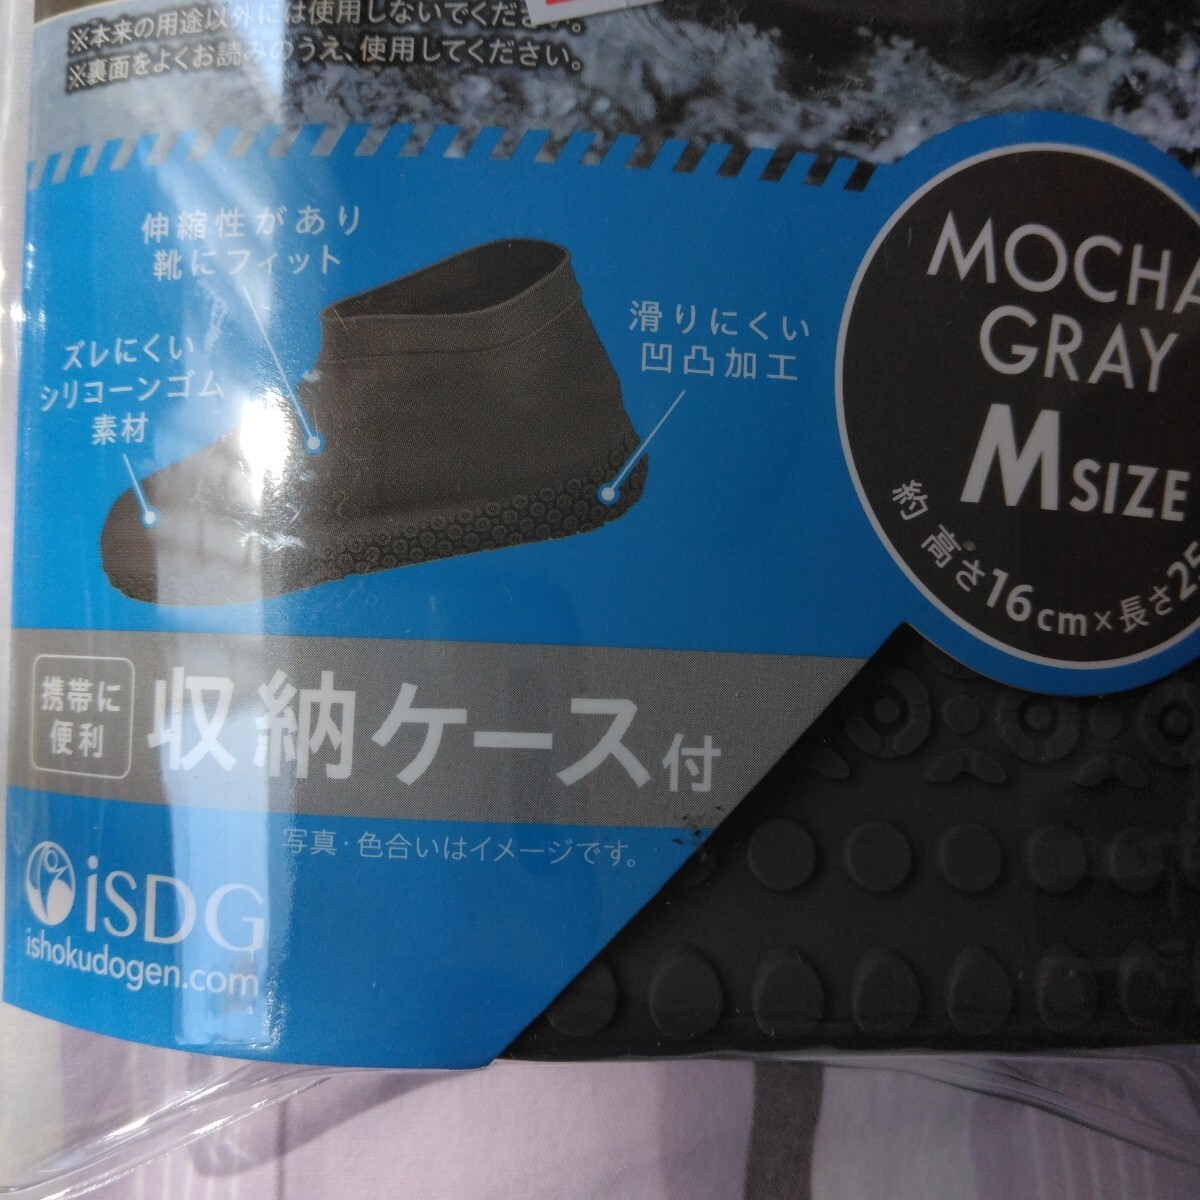 ※本来の用途以外には使用しないでください。
※裏面をよくお読みのうえ、使用してください。
伸縮性があり
靴にフィット
ズレにくい
シリコーンゴム
素材
滑りにくい
凹凸加工
MOCHA
GRAY
M SIZE
約 高さ16cm×長さ25
携帯に
便利
収納ケース付
写真・色合いはイメージです。
iSDG
ishokudogen.com